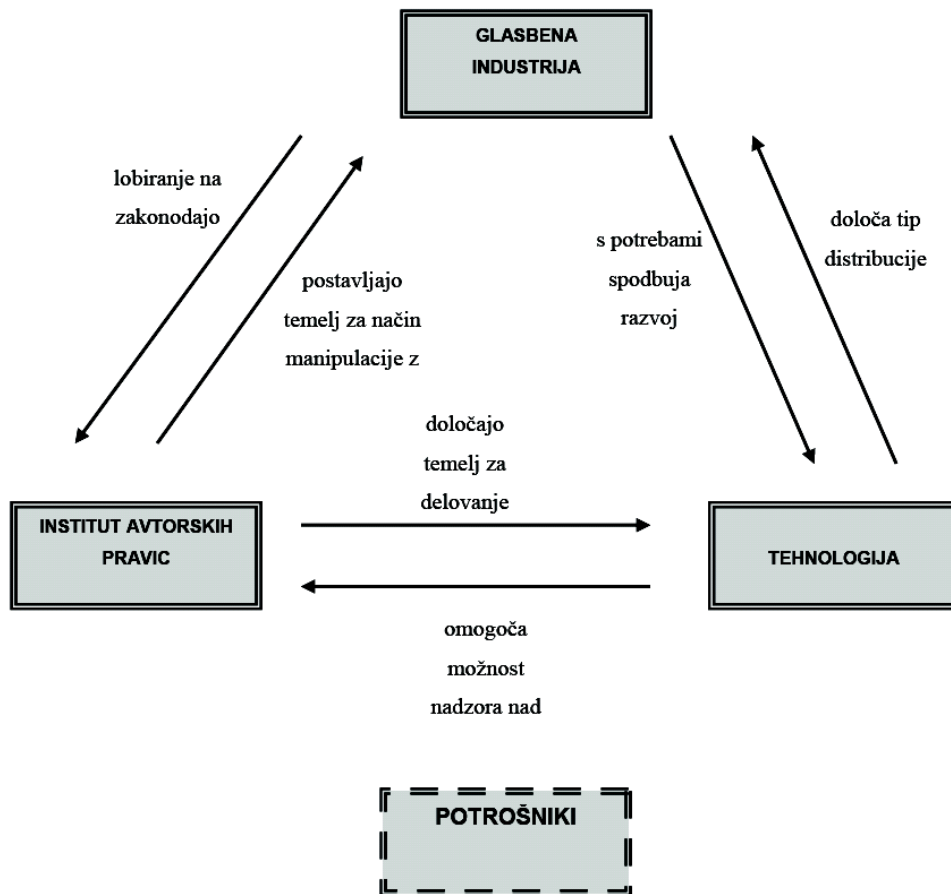 GLASBENA
INDUSTRIJA
lobiranje na
zakonodajo
postavljajo
temelj za način
manipulacije z
s potrebami
spodbuja
razvoj
določa tip
distribucije
določajo
temelj za
delovanje
INSTITUT AVTORSKIH
PRAVIC
TEHNOLOGIJA
omogoča
možnost
nadzora nad
POTROŠNIKI